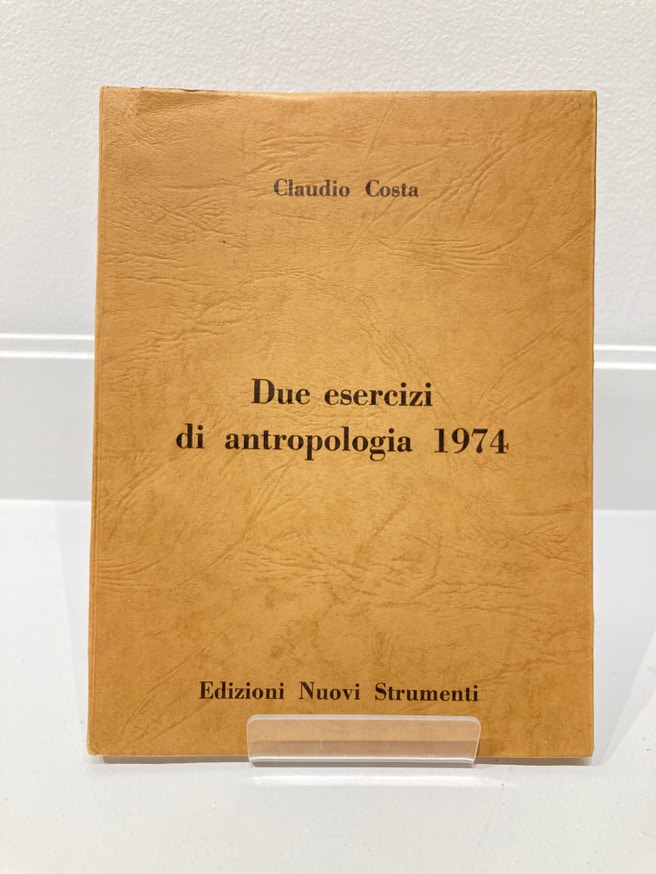 Claudio Costa
Due esercizi
di antropologia 1974
Edizioni Nuovi Strumenti